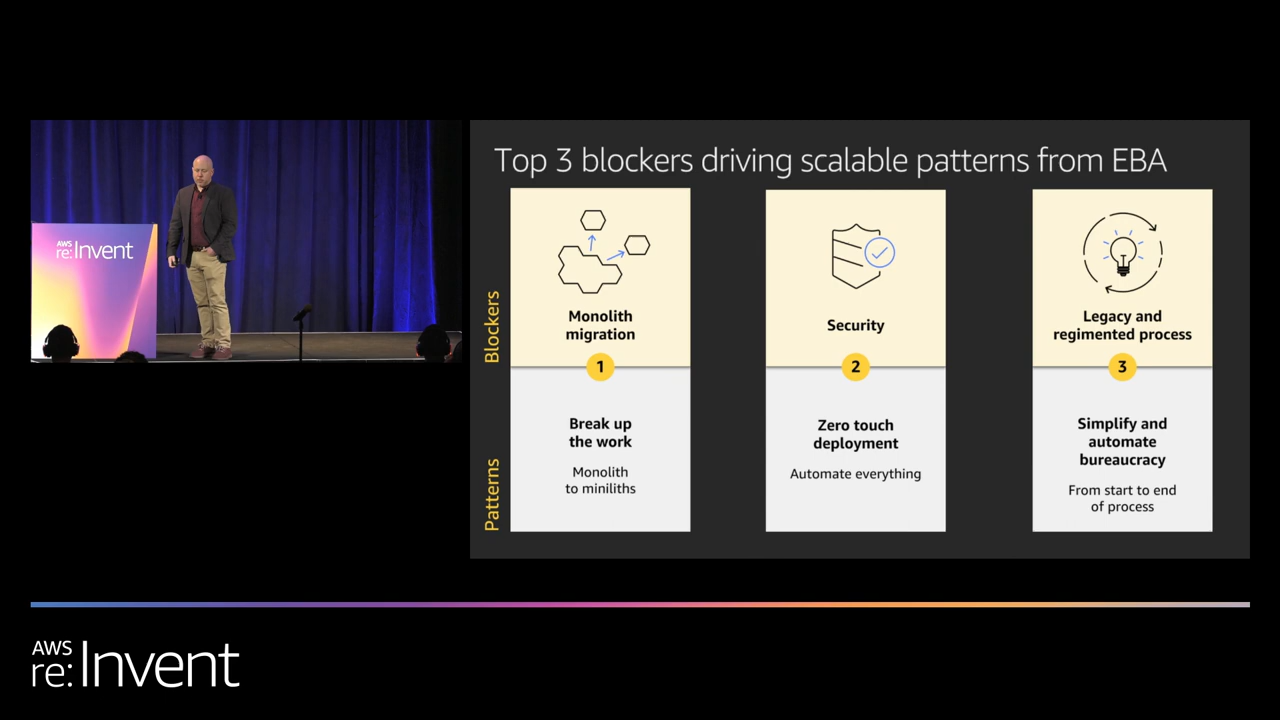 AWS
re:Invent
Top 3 blockers driving scalable patterns from EBA
Blockers
Monolith
migration
1
Security
2
Legacy and
regimented process
3
Patterns
Break up
the work
Monolith
to miniliths
Zero touch
deployment
Automate everything
Simplify and
automate
bureaucracy
From start to end
of process
AWS
re:Invent